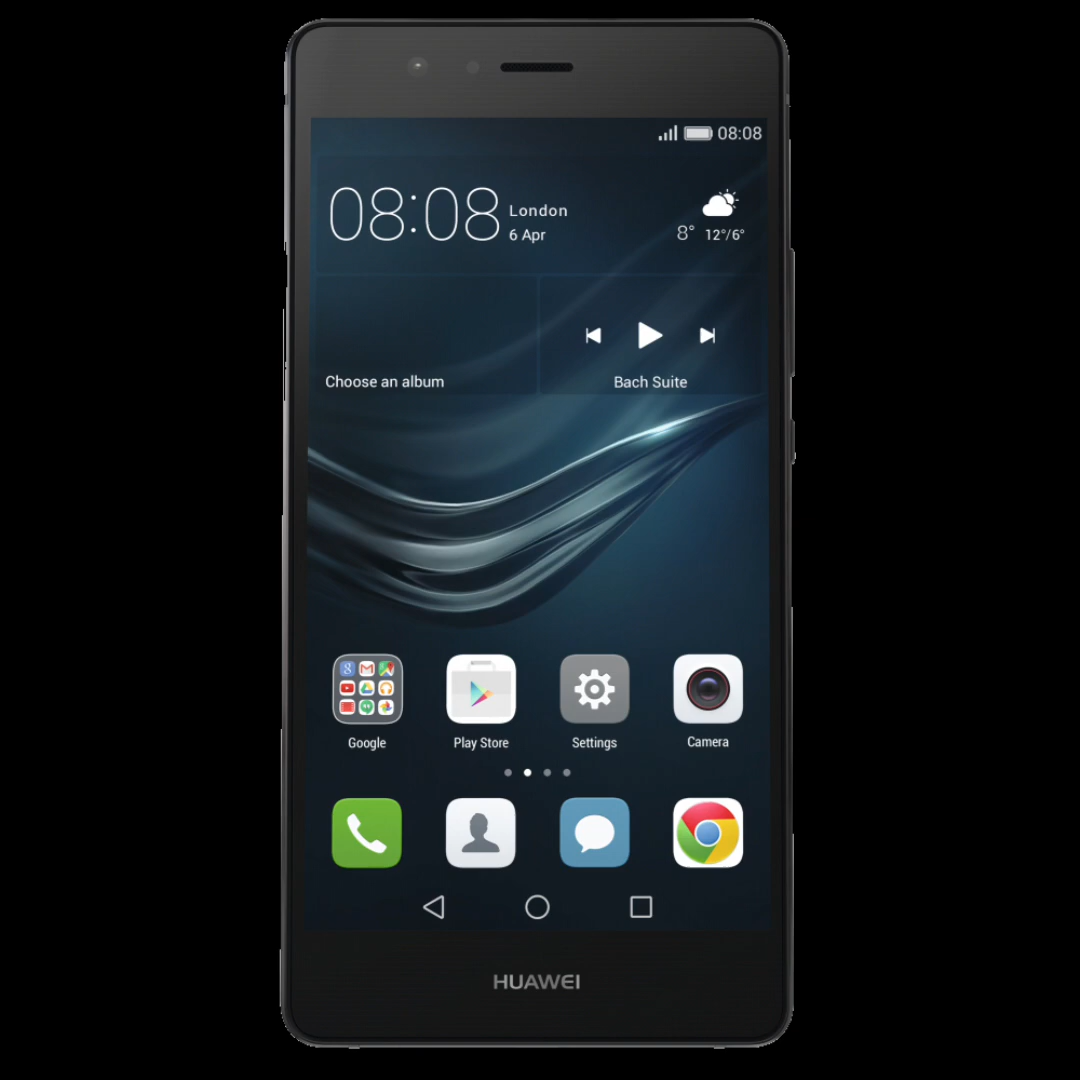 08:08
08:08
London
6 Apr
8° 12°/6°
Choose an album
Bach Suite
Google
Play Store
Settings
Camera
HUAWEI